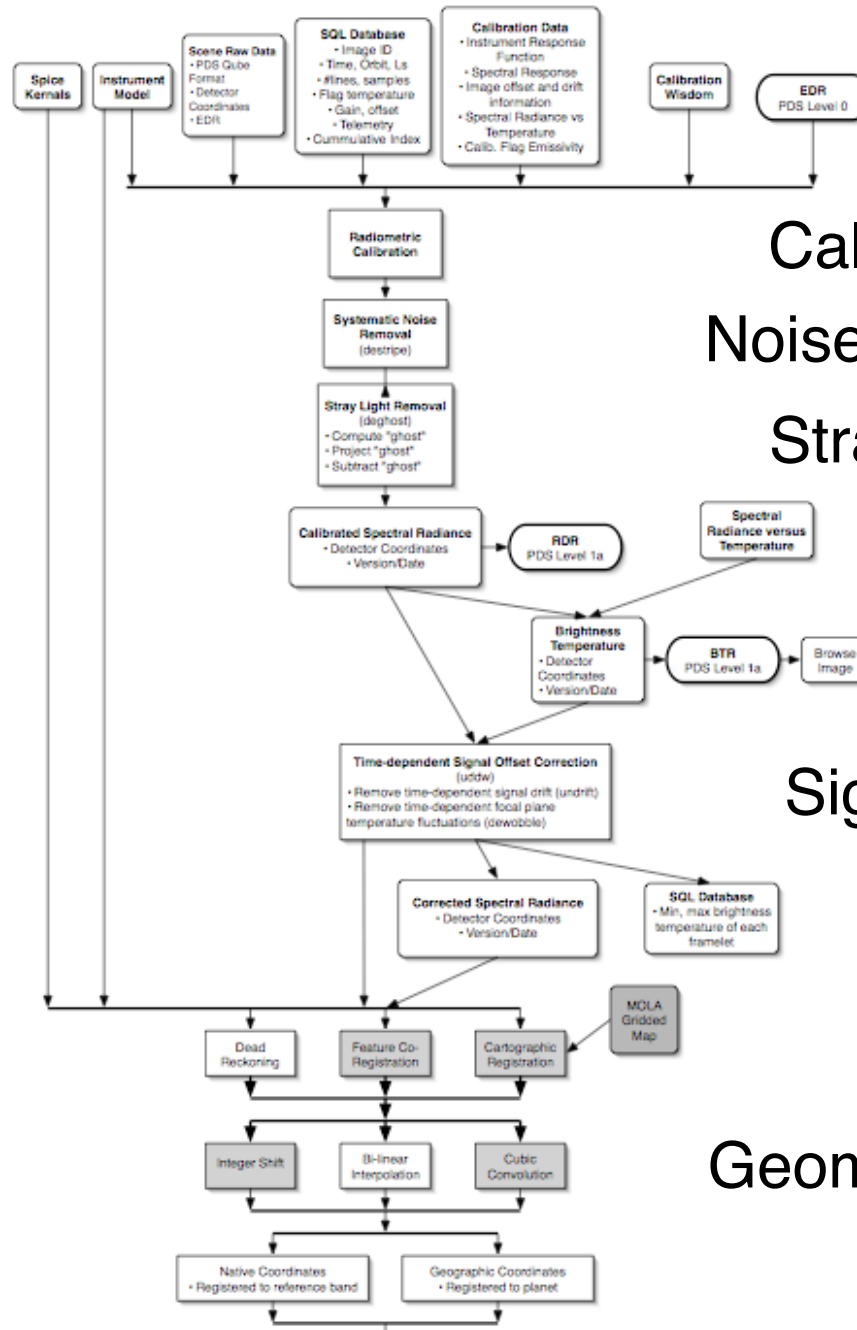 Spice
Kernals
Instrument
Model
Scene Raw Data
• PDS Qube
Format
• Detector
Coordinates
• EDR
SQL Database
• Image ID
• Time, Orbit, Ls
• #lines, samples
• Flag temperature
• Gain, offset
• Telemetry
• Cummulative Index
Calibration Data
• Instrument Response
Function
• Spectral Response
• Image offset and drift
information
• Spectral Radiance vs
Temperature
• Calib. Flag Emissivity
Calibration
Wisdom
EDR
PDS Level 0
Radiometric
Calibration
Cal
Systematic Noise
Removal
(destripe)
Noise
Stray Light Removal
(deghost)
• Compute "ghost"
• Project "ghost"
• Subtract "ghost"
Stra
Calibrated Spectral Radiance
• Detector Coordinates
• Version/Date
RDR
PDS Level 1a
Spectral
Radiance versus
Temperature
Brightness
Temperature
• Detector
Coordinates
• Version/Date
BTR
PDS Level 1a
Browse
Image
Time-dependent Signal Offset Correction
(uddw)
• Remove time-dependent signal drift (undrift)
• Remove time-dependent focal plane
temperature fluctuations (dewobble)
Sig
Corrected Spectral Radiance
• Detector Coordinates
• Version/Date
SQL Database
• Min, max brightness
temperature of each
framelet
MOLA
Gridded
Map
Dead
Reckoning
Feature Co-
Registration
Cartographic
Registration
Integer Shift
Bi-linear
Interpolation
Cubic
Convolution
Geom
Native Coordinates
• Registered to reference band
Geographic Coordinates
• Registered to planet